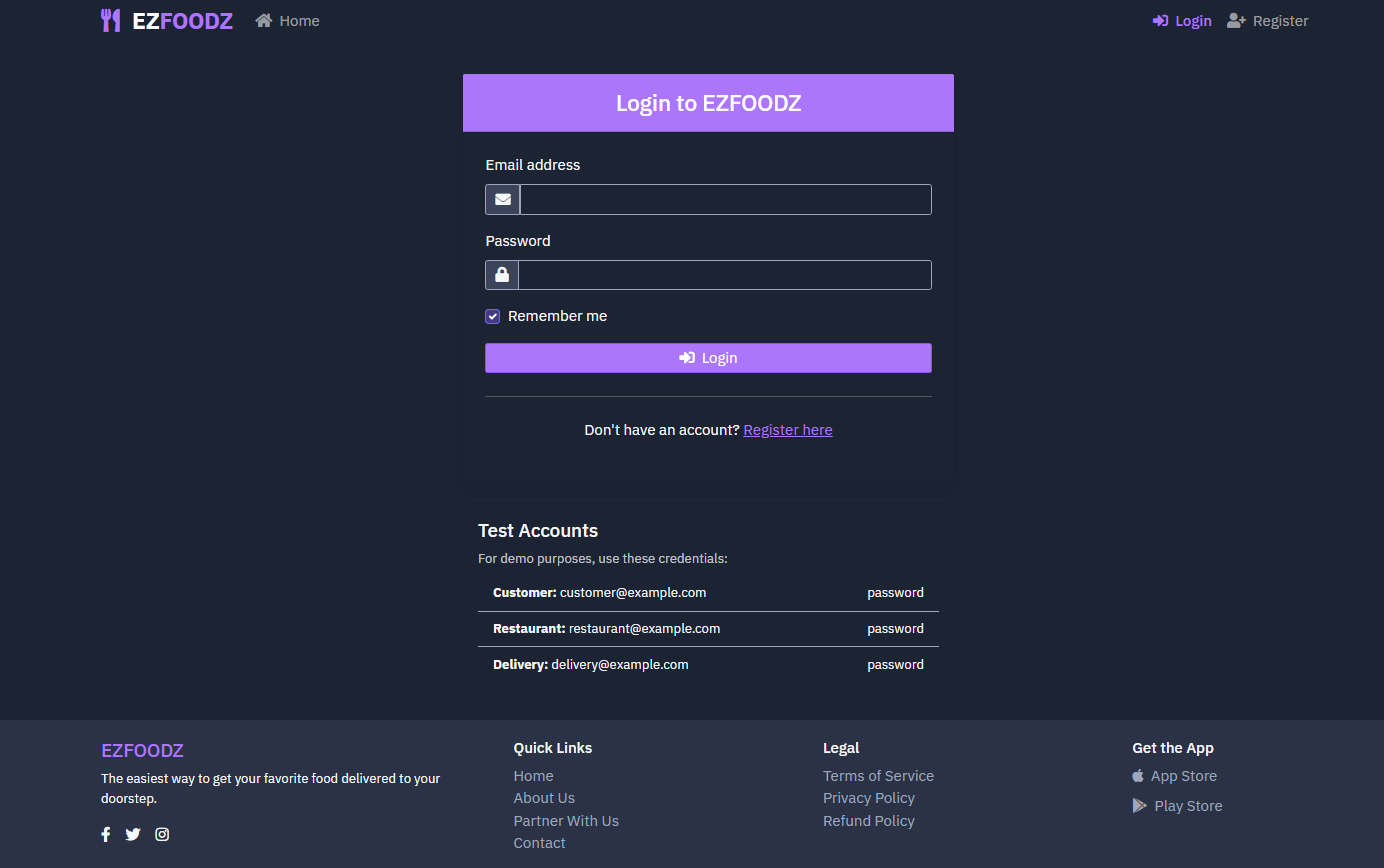 EZFOODZ Home Login Register
Login to EZFOODZ
Email address
Password
Remember me
Login
Don't have an account? Register here
Test Accounts
For demo purposes, use these credentials:
Customer: customer@example.com password
Restaurant: restaurant@example.com password
Delivery: delivery@example.com password
EZFOODZ
The easiest way to get your favorite food delivered to your
doorstep.
Quick Links
Home
About Us
Partner With Us
Contact
Legal
Terms of Service
Privacy Policy
Refund Policy
Get the App
App Store
Play Store